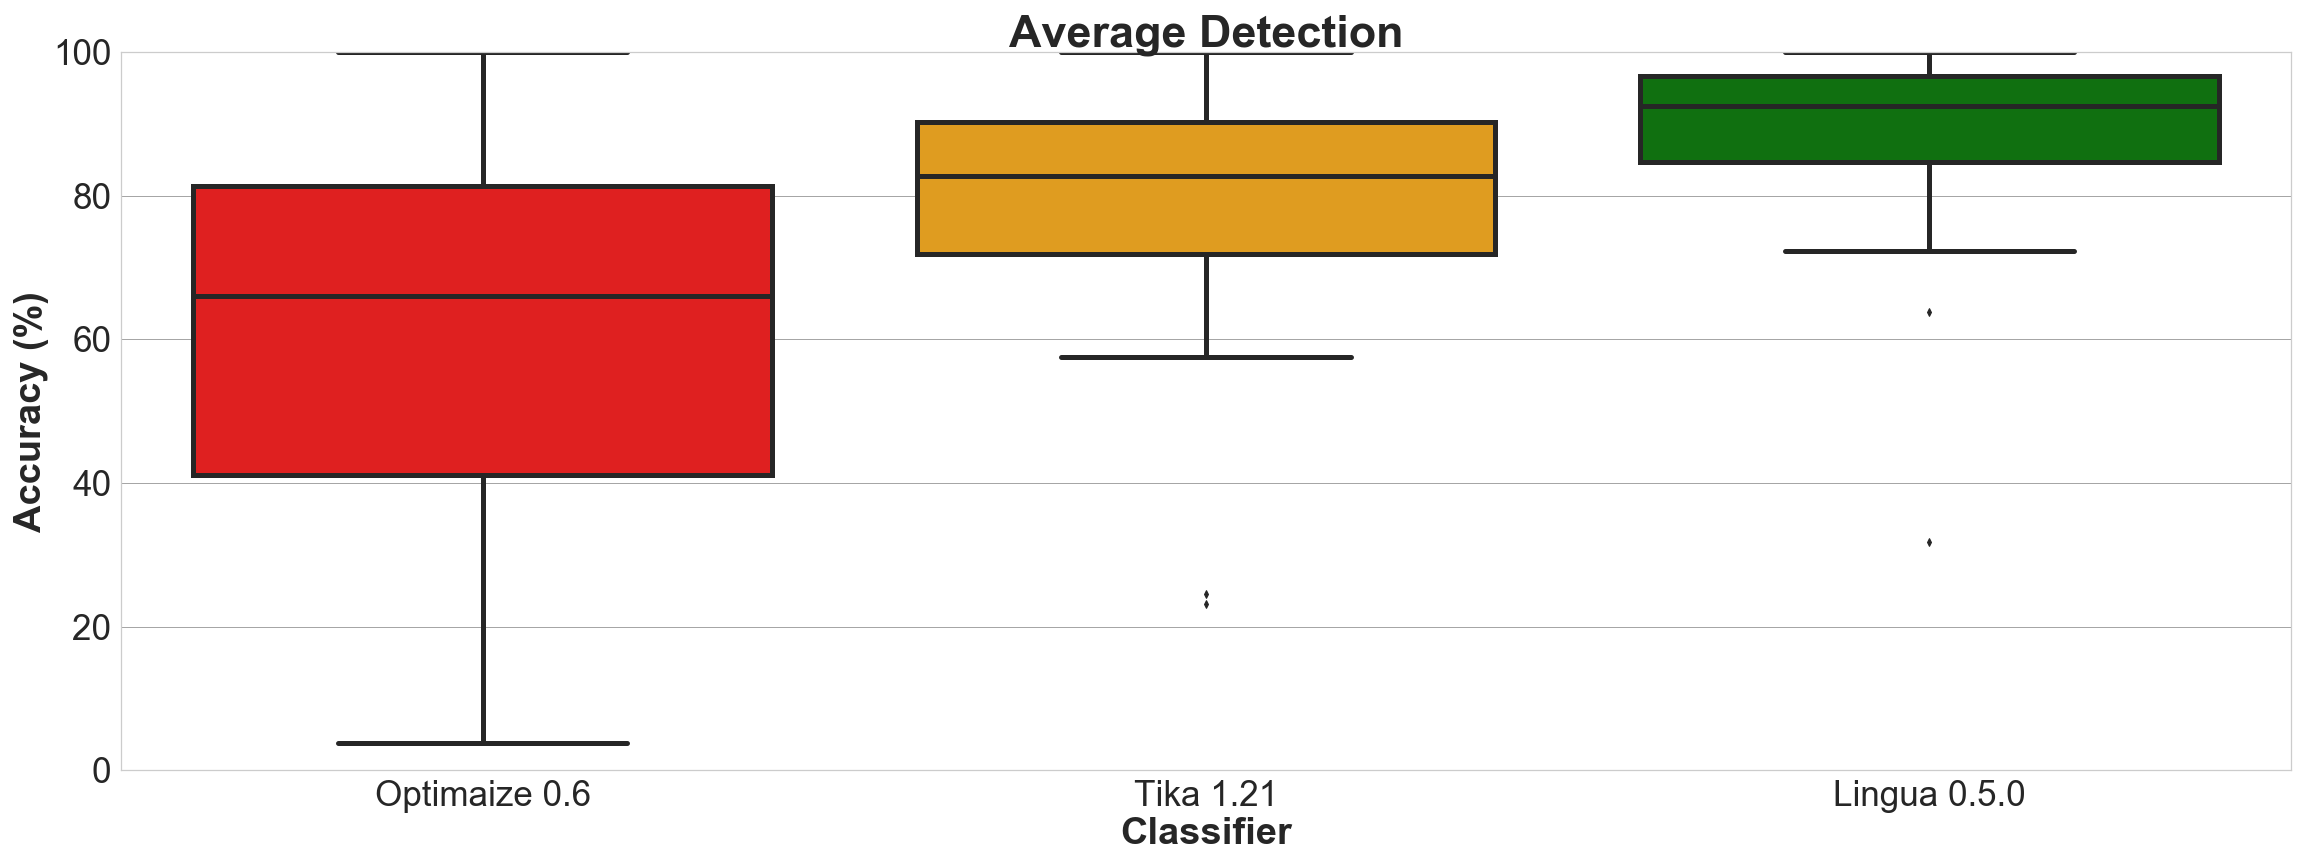 Average Detection
100
80
60
40
20
0
Accuracy (%)
Optimaize 0.6
Tika 1.21
Lingua 0.5.0
Classifier